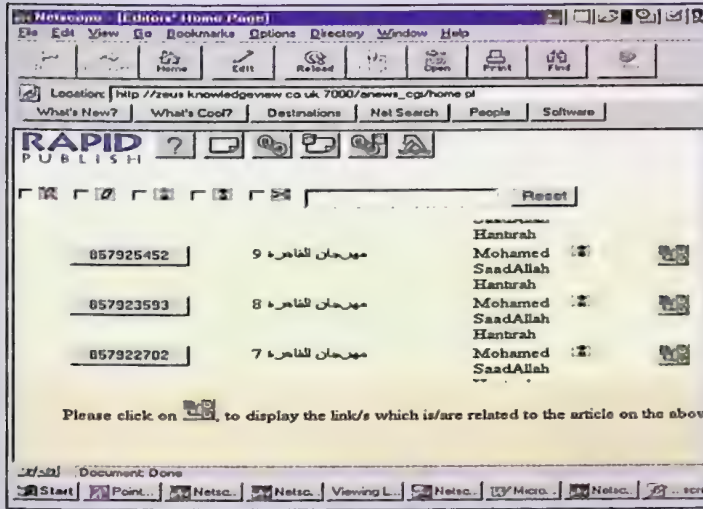 Netscape - [Editors' Home Page]
File Edit View Go Bookmarks Options Directory Window Help
Home Edit Reload Open Print Find
Location: http //zeus knowledgeview co uk 7000/anews_cgi/home pl
What's New? What's Cool? Destinations Net Search People Software
RAPID
PUBLISH
Reset
SaadAllah
Hantirah
857925452 مهرجان القاهرة 9 Mohamed
SaadAllah
Hantirah
857923593 مهرجان القاهرة 8 Mohamed
SaadAllah
Hantirah
857922702 مهرجان القاهرة 7 Mohamed
SaadAllah
Please click on , to display the link/s which is/are related to the article on the abov
Document: Done
Start Point... Netsc.. Netsc.. Viewing L... Netsc.. Micro.. Netsc.. .. scre